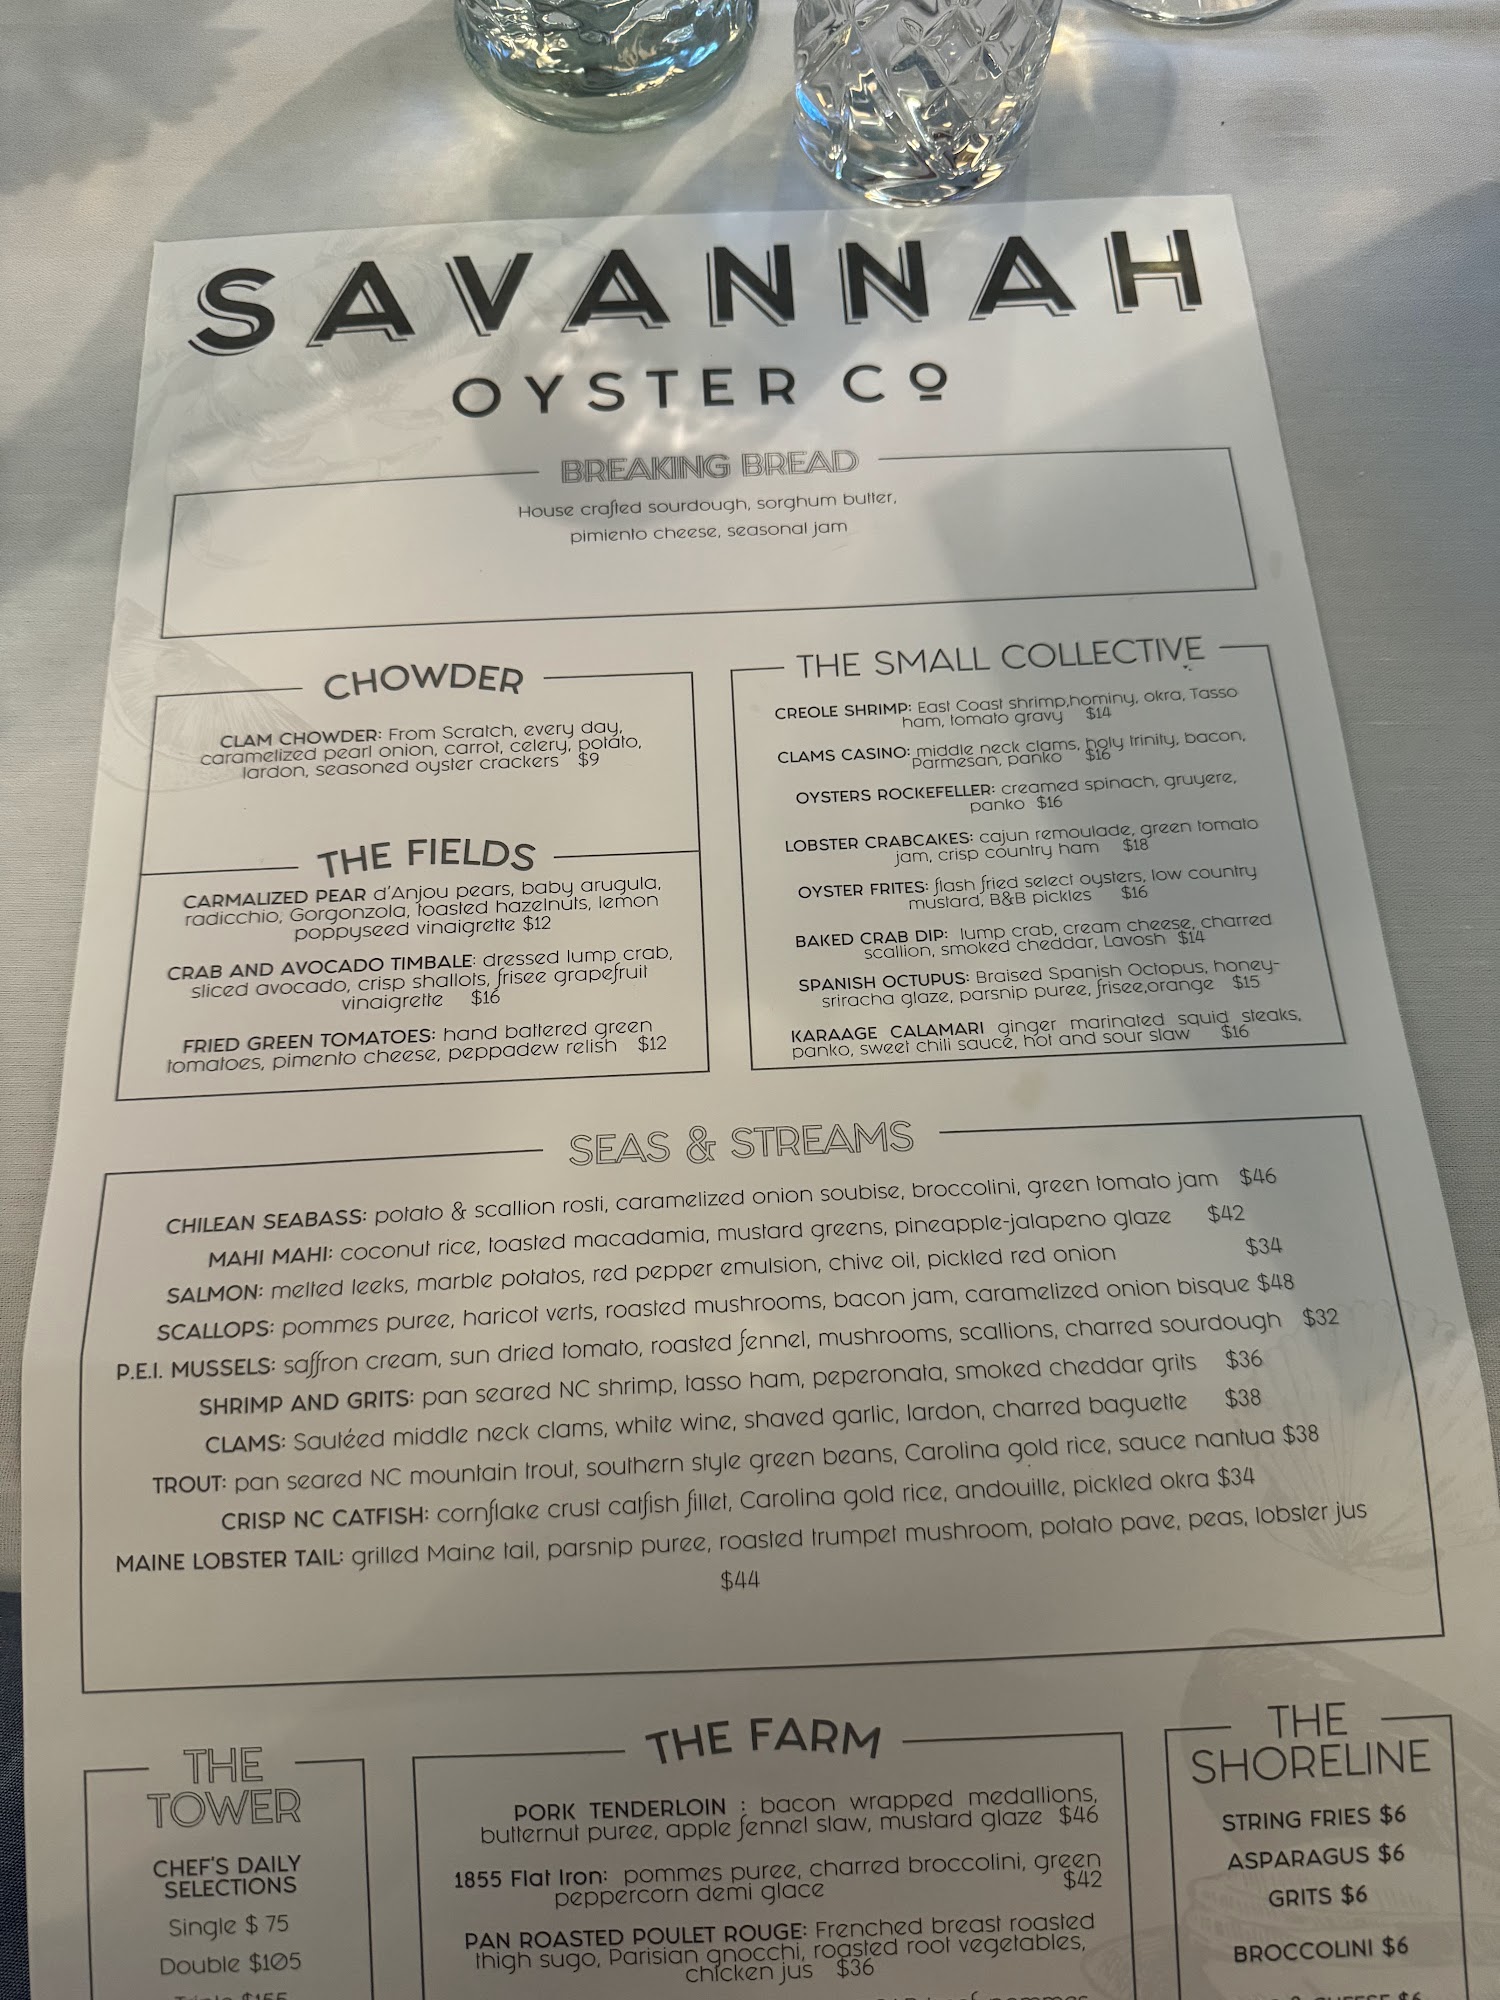 SAVANNAH
OYSTER Cº
BREAKING BREAD
House crafted sourdough, sorghum butter,
pimiento cheese, seasonal jam
CHOWDER
CLAM CHOWDER: From Scratch, every day,
caramelized pearl onion, carrot, celery, potato,
lardon, seasoned oyster crackers $9
THE FIELDS
CARMALIZED PEAR d'Anjou pears, baby arugula,
radicchio, Gorgonzola, toasted hazelnuts, lemon
poppyseed vinaigrette $12
CRAB AND AVOCADO TIMBALE: dressed lump crab,
sliced avocado, crisp shallots, frisee grapefruit
vinaigrette $16
FRIED GREEN TOMATOES: hand battered green
tomatoes, pimento cheese, peppadew relish $12
THE SMALL COLLECTIVE
CREOLE SHRIMP: East Coast shrimp,hominy, okra, Tasso
ham, tomato gravy $14
CLAMS CASINO: middle neck clams, holy trinity, bacon,
parmesan, panko $16
OYSTERS ROCKEFELLER: creamed spinach, gruyere,
panko $16
LOBSTER CRABCAKES: cajun remoulade, green tomato
jam, crisp country ham $18
OYSTER FRITES: flash fried select oysters, low country
mustard, B&B pickles $16
BAKED CRAB DIP: lump crab, cream cheese, charred
scallion, smoked cheddar, Lavosh $14
SPANISH OCTUPUS: Braised Spanish Octopus, honey-
sriracha glaze, parsnip puree, frisee,orange $15
KARAAGE CALAMARI ginger marinated squid steaks,
panko, sweet chili sauce, hot and sour slaw $16
SEAS & STREAMS
CHILEAN SEABASS: potato & scallion rosti, caramelized onion soubise, broccolini, green tomato jam $46
MAHI MAHI: coconut rice, toasted macadamia, mustard greens, pineapple-jalapeno glaze $42
SALMON: melted leeks, marble potatos, red pepper emulsion, chive oil, pickled red onion $34
SCALLOPS: pommes puree, haricot verts, roasted mushrooms, bacon jam, caramelized onion bisque $48
P.E.I. MUSSELS: saffron cream, sun dried tomato, roasted fennel, mushrooms, scallions, charred sourdough $32
SHRIMP AND GRITS: pan seared NC shrimp, tasso ham, peperonata, smoked cheddar grits $36
CLAMS: Sautéed middle neck clams, white wine, shaved garlic, lardon, charred baguette $38
TROUT: pan seared NC mountain trout, southern style green beans, Carolina gold rice, sauce nantua $38
CRISP NC CATFISH: cornflake crust catfish fillet, Carolina gold rice, andouille, pickled okra $34
MAINE LOBSTER TAIL: grilled Maine tail, parsnip puree, roasted trumpet mushroom, potato pave, peas, lobster jus
$44
THE
TOWER
CHEF'S DAILY
SELECTIONS
Single $ 75
Double $105
THE FARM
PORK TENDERLOIN : bacon wrapped medallions,
butternut puree, apple fennel slaw, mustard glaze $46
1855 Flat Iron: pommes puree, charred broccolini, green
peppercorn demi glace $42
PAN ROASTED POULET ROUGE: Frenched breast roasted
thigh sugo, Parisian gnocchi, roasted root vegetables,
chicken jus $36
THE
SHORELINE
STRING FRIES $6
ASPARAGUS $6
GRITS $6
BROCCOLINI $6